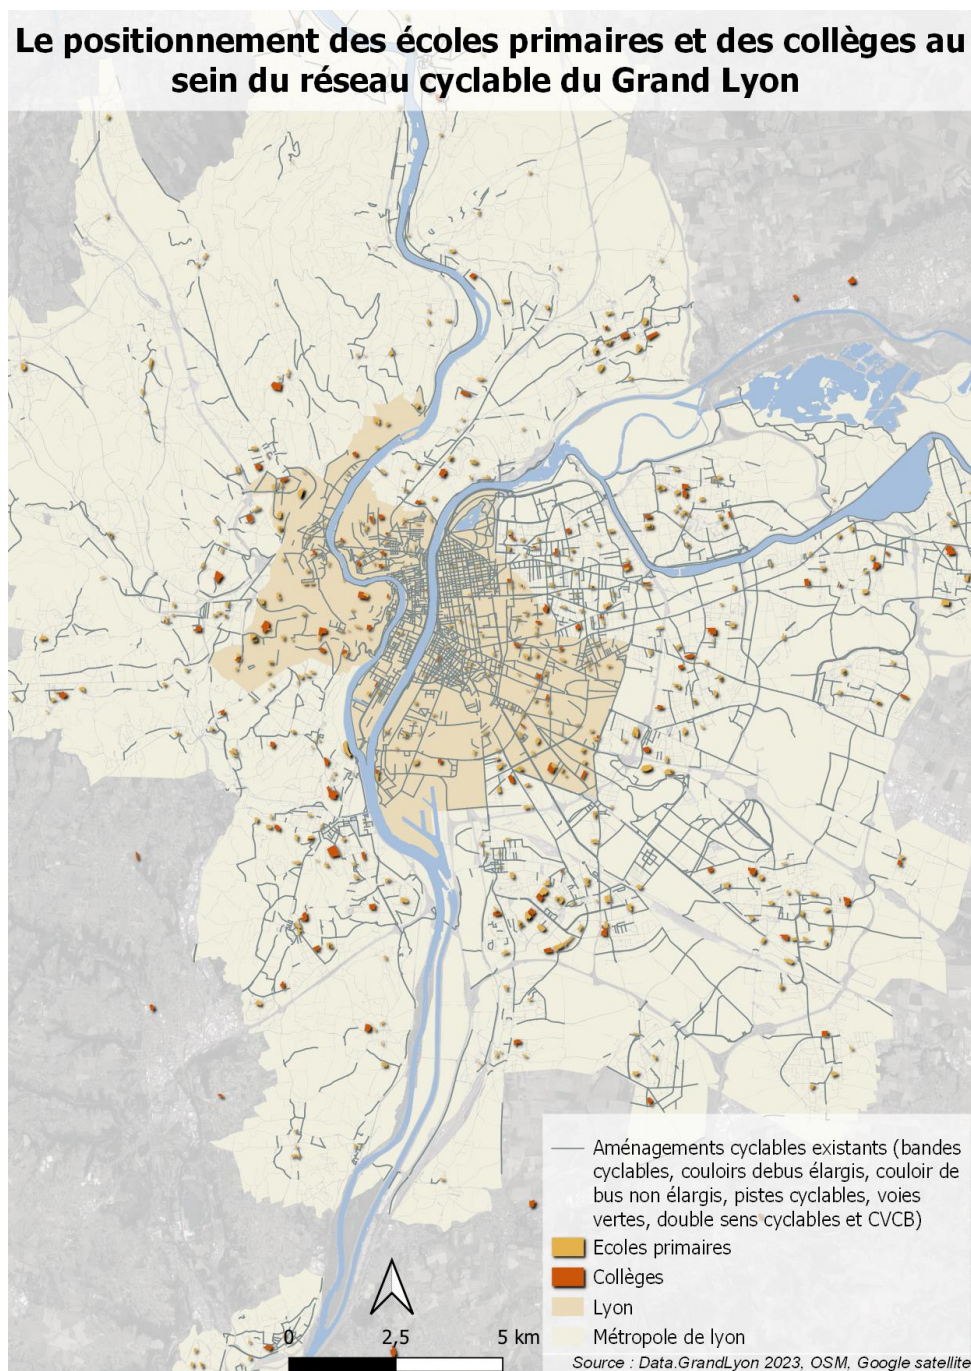 Le positionnement des écoles primaires et des collèges au
sein du réseau cyclable du Grand Lyon
Aménagements cyclables existants (bandes
cyclables, couloirs debus élargis, couloir de
bus non élargis, pistes cyclables, voies
vertes, double sens cyclables et CVCB)
Ecoles primaires
Collèges
Lyon
Métropole de lyon
0 2,5 5 km
Source : Data.GrandLyon 2023, OSM, Google satellite